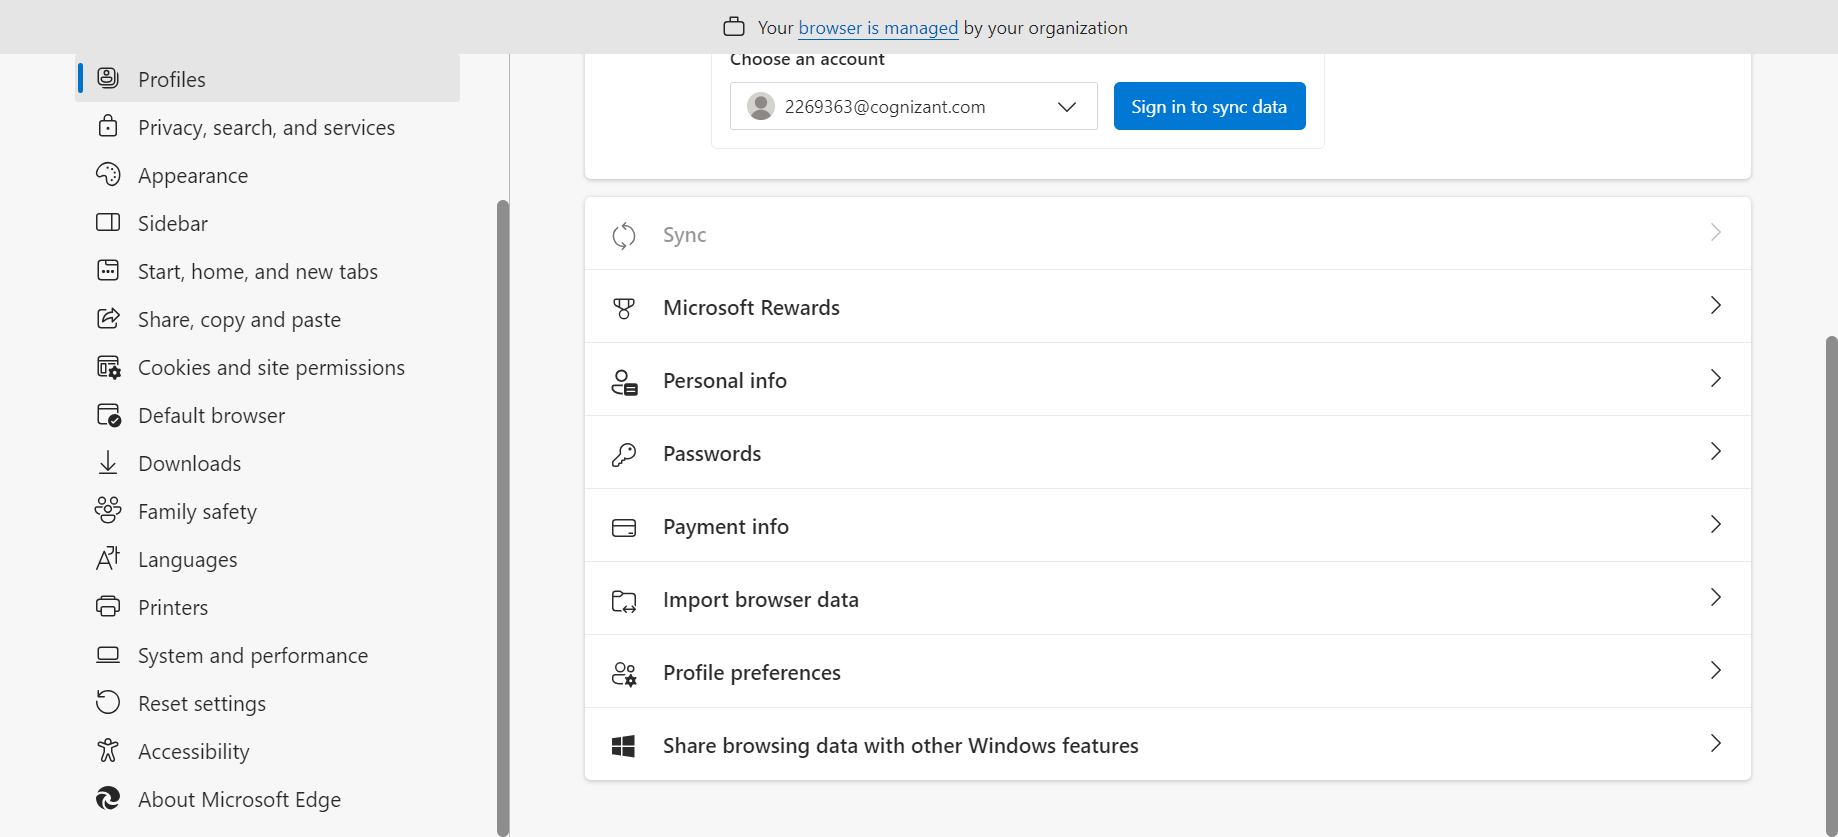 Your browser is managed by your organization
Profiles
Privacy, search, and services
Appearance
Sidebar
Start, home, and new tabs
Share, copy and paste
Cookies and site permissions
Default browser
Downloads
Family safety
Languages
Printers
System and performance
Reset settings
Accessibility
About Microsoft Edge
Choose an account
2269363@cognizant.com
Sign in to sync data
Sync
Microsoft Rewards
Personal info
Passwords
Payment info
Import browser data
Profile preferences
Share browsing data with other Windows features